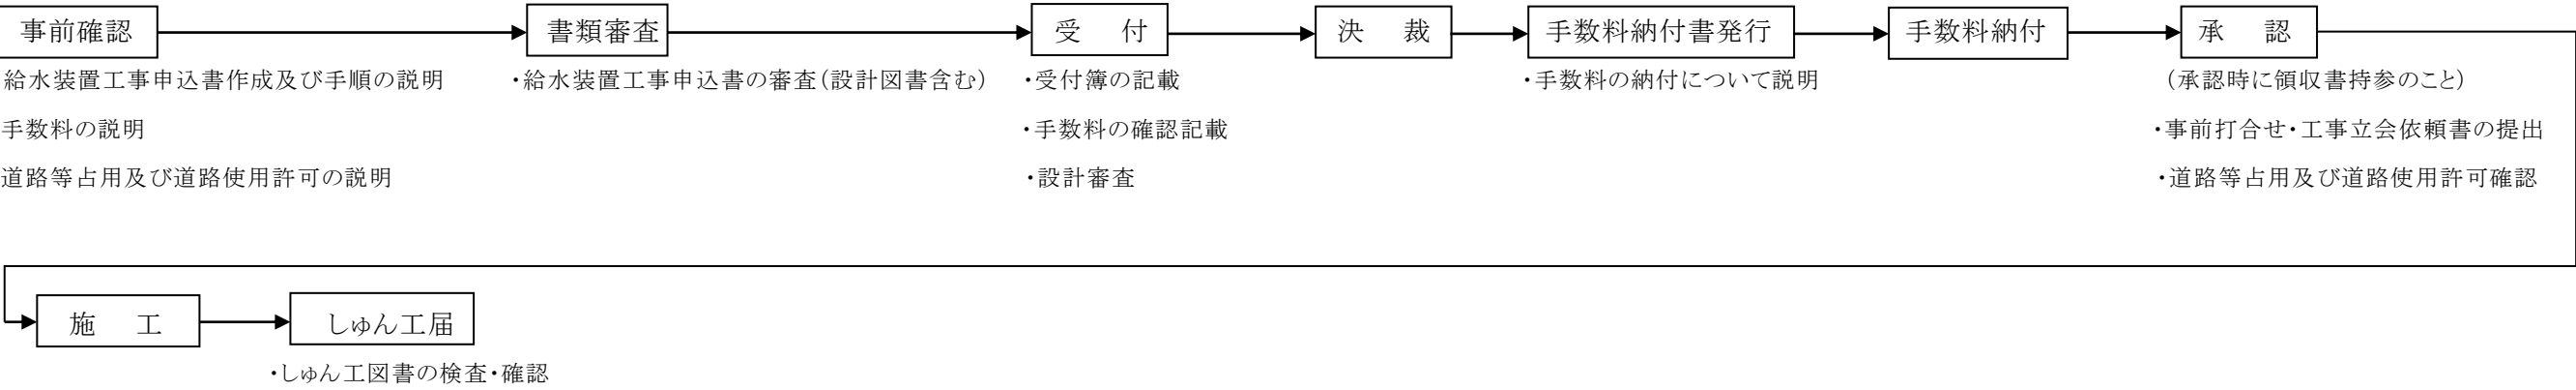 事前確認
書類審査
受　付
決　裁
手数料納付書発行
手数料納付
承　認
給水装置工事申込書作成及び手順の説明
・給水装置工事申込書の審査（設計図書含む）
・受付簿の記載
・手数料の納付について説明
（承認時に領収書持参のこと）
手数料の説明
・手数料の確認記載
・事前打合せ・工事立会依頼書の提出
道路等占用及び道路使用許可の説明
・設計審査
・道路等占用及び道路使用許可確認
施　工
しゅん工届
・しゅん工図書の検査・確認